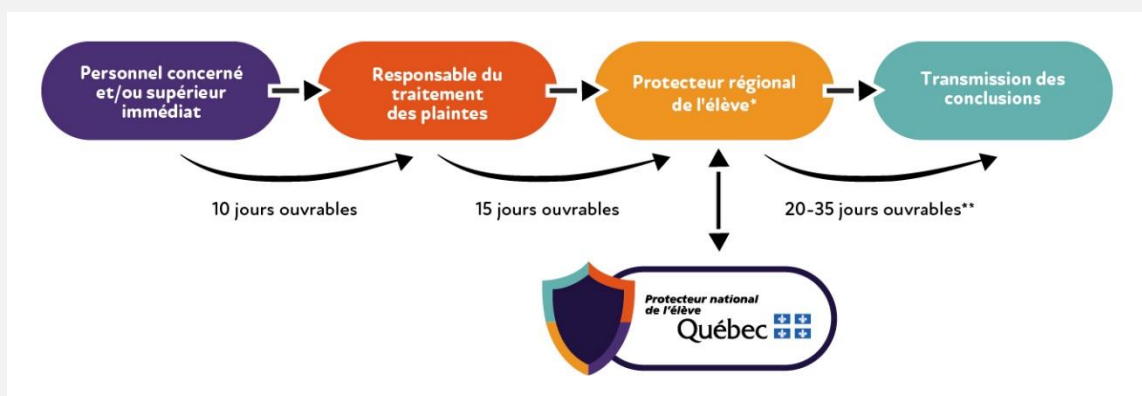 Personnel concerné
et/ou supérieur
immédiat
Responsable du
traitement
des plaintes
Protecteur régional
de l'élève*
Transmission des
conclusions
10 jours ouvrables
15 jours ouvrables
20-35 jours ouvrables**
Protecteur national
de l'élève
Québec